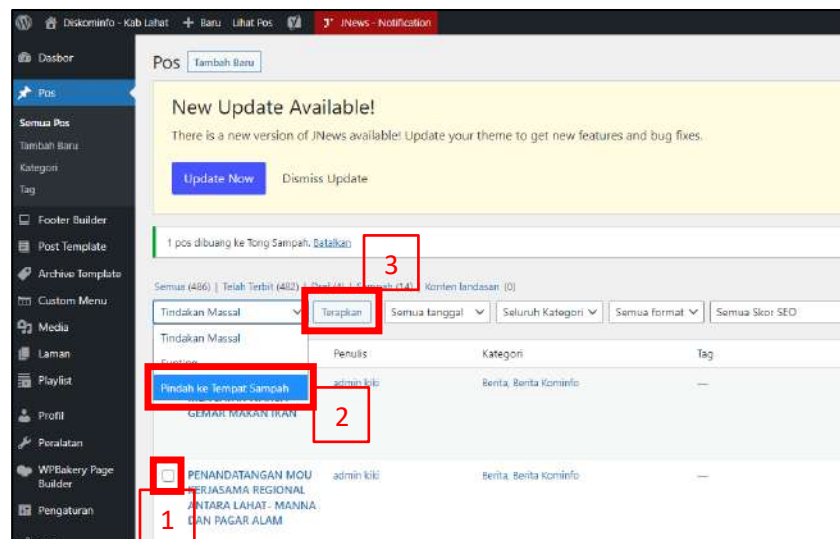 Diskominfo - Kab Lahat + Baru Lihat Pos JNews - Notification
Dasbor
Pos
Semua Pos
Tambah Baru
Kategori
Tag
Footer Builder
Post Template
Archive Template
Custom Menu
Media
Laman
Playlist
Profil
Peralatan
WPBakery Page
Builder
Pengaturan
Pos Tambah Baru
New Update Available!
There is a new version of JNews available! Update your theme to get new features and bug fixes.
Update Now Dismiss Update
1 pos dibuang ke Tong Sampah. Batalkan
3
Semua (486) | Telah Terbit (482) | Draf (4) | Sampah (14) | Konten landasan (0)
Tindakan Massal Terapkan Semua tanggal Seluruh Kategori Semua format Semua Skor SEO
Tindakan Massal
Sunting
Pindah ke Tempat Sampah
2
Penulis Kategori Tag
admin kiki Berita, Berita Kominfo —
GEMAR MAKAN IKAN
PENANDATANGAN MOU admin kiki Berita, Berita Kominfo —
KERJASAMA REGIONAL
ANTARA LAHAT- MANNA
DAN PAGAR ALAM
1